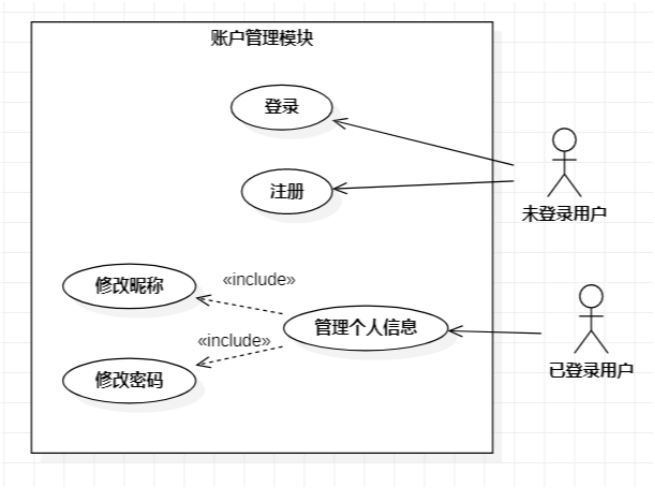 账户管理模块
登录
注册
未登录用户
修改昵称
«include»
管理个人信息
«include»
修改密码
已登录用户